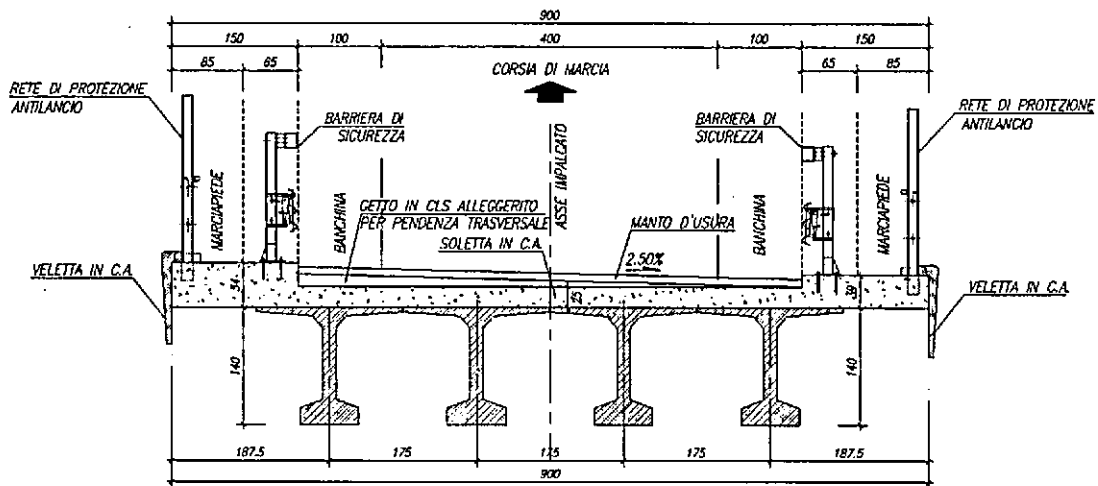 900
150 100 400 100 150
85 65 65 85
CORSIA DI MARCIA
RETE DI PROTEZIONE
ANTILANCIO
BARRIERA DI
SICUREZZA
BARRIERA DI
SICUREZZA
RETE DI PROTEZIONE
ANTILANCIO
MARCIAPIEDE
BANCHINA
ASSE IMPALCATO
BANCHINA
MARCIAPIEDE
GETTO IN CLS ALLEGGERITO
PER PENDENZA TRASVERSALE
SOLETTA IN C.A.
MANTO D'USURA
2.50%
VELETTA IN C.A.
VELETTA IN C.A.
54
25
39
140
140
187.5 175 175 175 187.5
900